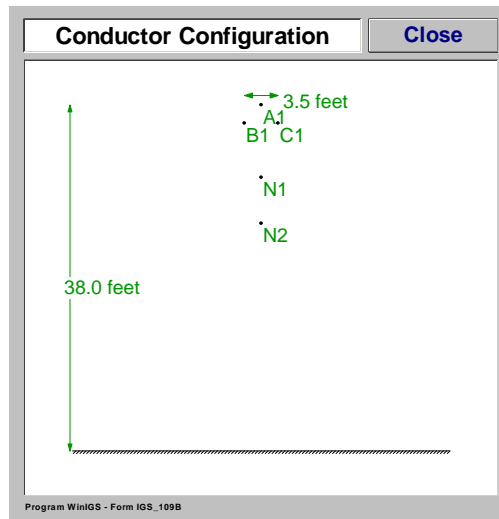 Conductor Configuration
Close
3.5 feet
A1
B1 C1
N1
N2
38.0 feet
Program WinIGS - Form IGS_109B